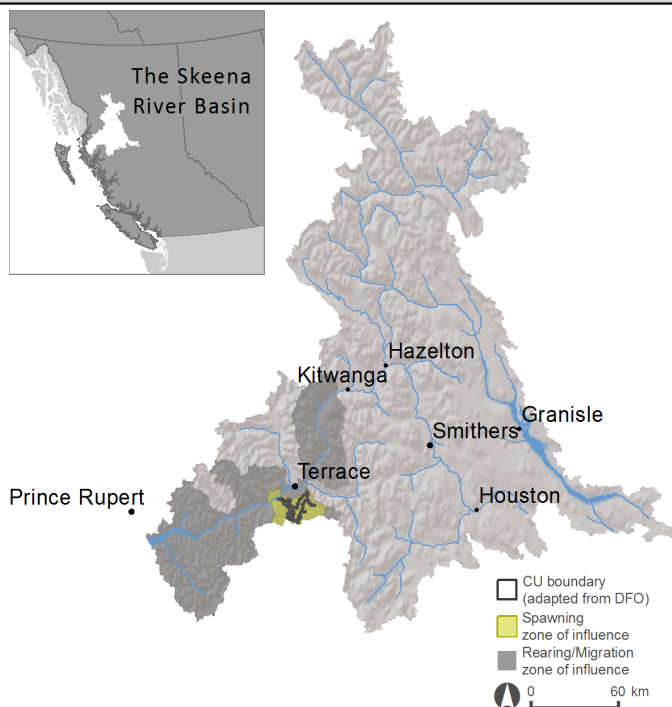 The Skeena
River Basin
Hazelton
Kitwanga
Granisle
Smithers
Terrace
Prince Rupert
Houston
CU boundary
(adapted from DFO)
Spawning
zone of influence
Rearing/Migration
zone of influence
0 60 km